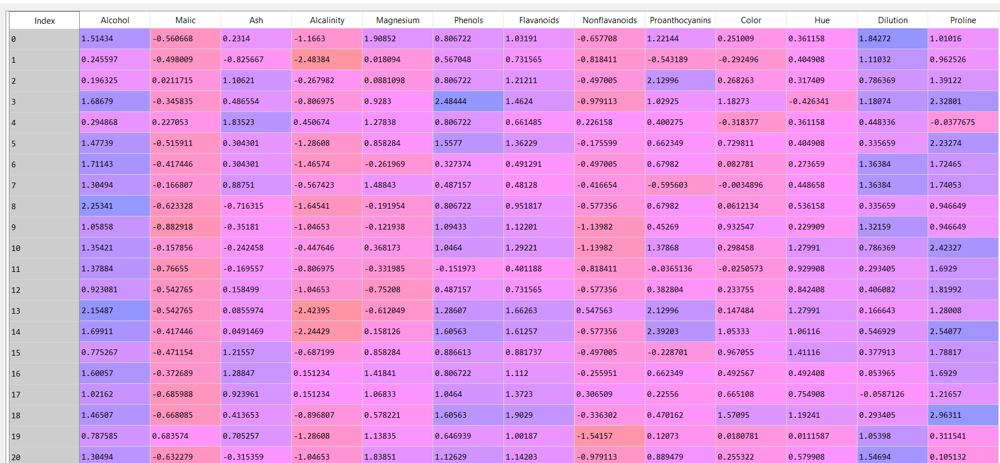 Index Alcohol Malic Ash Alcalinity Magnesium Phenols Flavanoids Nonflavanoids Proanthocyanins Color Hue Dilution Proline
0 1.51434 -0.560668 0.2314 -1.1663 1.90852 0.806722 1.03191 -0.657708 1.22144 0.251009 0.361158 1.84272 1.01016
1 0.245597 -0.498009 -0.825667 -2.48384 0.018094 0.567048 0.731565 -0.818411 -0.543189 -0.292496 0.404908 1.11032 0.962526
2 0.196325 0.0211715 1.10621 -0.267982 0.0881098 0.806722 1.21211 -0.497005 2.12996 0.268263 0.317409 0.786369 1.39122
3 1.68679 -0.345835 0.486554 -0.806975 0.9283 2.48444 1.4624 -0.979113 1.02925 1.18273 -0.426341 1.18074 2.32801
4 0.294868 0.227053 1.83523 0.450674 1.27838 0.806722 0.661485 0.226158 0.400275 -0.318377 0.361158 0.448336 -0.0377675
5 1.47739 -0.515911 0.304301 -1.28608 0.858284 1.5577 1.36229 -0.175599 0.662349 0.729811 0.404908 0.335659 2.23274
6 1.71143 -0.417446 0.304301 -1.46574 -0.261969 0.327374 0.491291 -0.497005 0.67982 0.082781 0.273659 1.36384 1.72465
7 1.30494 -0.166807 0.88751 -0.567423 1.48843 0.487157 0.48128 -0.416654 -0.595603 -0.0034896 0.448658 1.36384 1.74053
8 2.25341 -0.623328 -0.716315 -1.64541 -0.191954 0.806722 0.951817 -0.577356 0.67982 0.0612134 0.536158 0.335659 0.946649
9 1.05858 -0.882918 -0.35181 -1.04653 -0.121938 1.09433 1.12201 -1.13982 0.45269 0.932547 0.229909 1.32159 0.946649
10 1.35421 -0.157856 -0.242458 -0.447646 0.368173 1.0464 1.29221 -1.13982 1.37868 0.298458 1.27991 0.786369 2.42327
11 1.37884 -0.76655 -0.169557 -0.806975 -0.331985 -0.151973 0.401188 -0.818411 -0.0365136 -0.0250573 0.929908 0.293405 1.6929
12 0.923081 -0.542765 0.158499 -1.04653 -0.75208 0.487157 0.731565 -0.577356 0.382804 0.233755 0.842408 0.406082 1.81992
13 2.15487 -0.542765 0.0855974 -2.42395 -0.612049 1.28607 1.66263 0.547563 2.12996 0.147484 1.27991 0.166643 1.28008
14 1.69911 -0.417446 0.0491469 -2.24429 0.158126 1.60563 1.61257 -0.577356 2.39203 1.05333 1.06116 0.546929 2.54077
15 0.775267 -0.471154 1.21557 -0.687199 0.858284 0.886613 0.881737 -0.497005 -0.228701 0.967055 1.41116 0.377913 1.78817
16 1.60057 -0.372689 1.28847 0.151234 1.41841 0.806722 1.112 -0.255951 0.662349 0.492567 0.492408 0.053965 1.6929
17 1.02162 -0.685988 0.923961 0.151234 1.06833 1.0464 1.3723 0.306509 0.22556 0.665108 0.754908 -0.0587126 1.21657
18 1.46507 -0.668085 0.413653 -0.896807 0.578221 1.60563 1.9029 -0.336302 0.470162 1.57095 1.19241 0.293405 2.96311
19 0.787585 0.683574 0.705257 -1.28608 1.13835 0.646939 1.00187 -1.54157 0.12073 0.0180781 0.0111587 1.05398 0.311541
20 1.30494 -0.632279 -0.315359 -1.04653 1.83851 1.12629 1.14203 -0.979113 0.889479 0.255322 0.579908 1.54694 0.105132